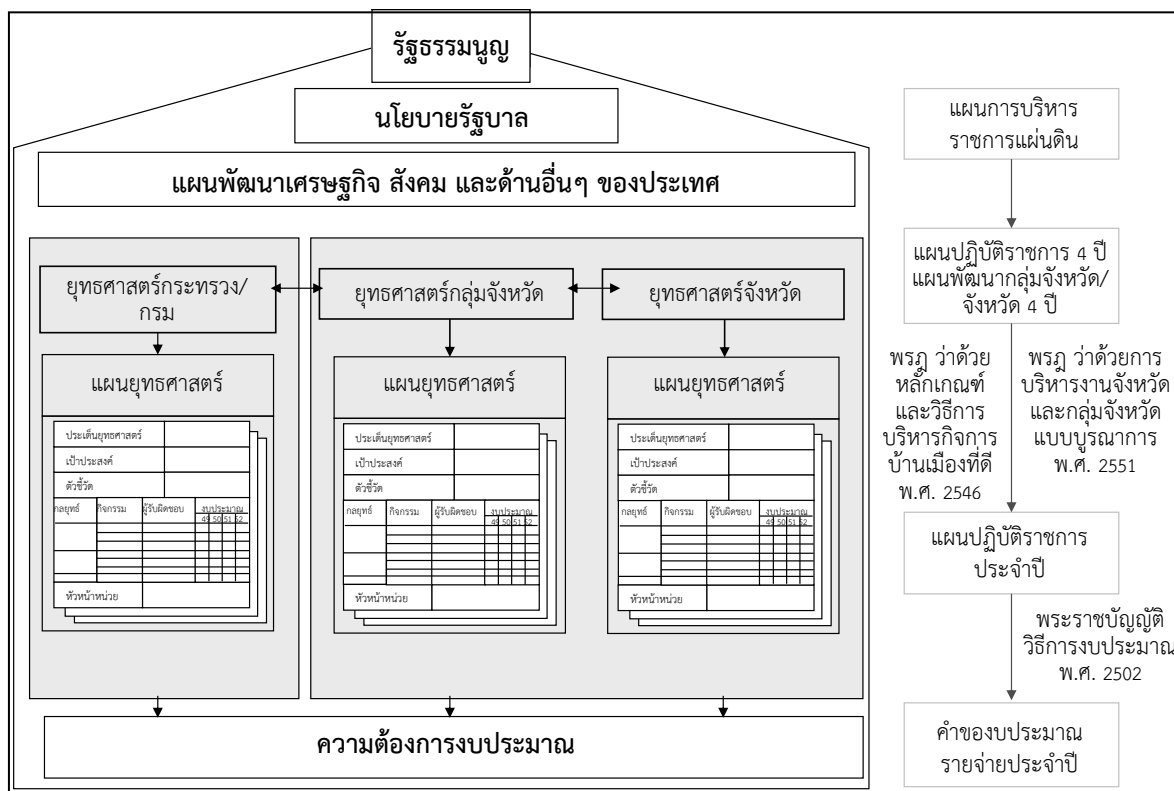 รัฐธรรมนูญ
นโยบายรัฐบาล
แผนพัฒนาเศรษฐกิจ สังคม และด้านอื่นๆ ของประเทศ
ยุทธศาสตร์กระทรวง/
กรม
ยุทธศาสตร์กลุ่มจังหวัด
ยุทธศาสตร์จังหวัด
แผนยุทธศาสตร์
ประเด็นยุทธศาสตร์
เป้าประสงค์
ตัวชี้วัด
กลยุทธ์ กิจกรรม ผู้รับผิดชอบ งบประมาณ
49 50 51 52
หัวหน้าหน่วย
แผนยุทธศาสตร์
ประเด็นยุทธศาสตร์
เป้าประสงค์
ตัวชี้วัด
กลยุทธ์ กิจกรรม ผู้รับผิดชอบ งบประมาณ
49 50 51 52
หัวหน้าหน่วย
แผนยุทธศาสตร์
ประเด็นยุทธศาสตร์
เป้าประสงค์
ตัวชี้วัด
กลยุทธ์ กิจกรรม ผู้รับผิดชอบ งบประมาณ
49 50 51 52
หัวหน้าหน่วย
ความต้องการงบประมาณ
แผนการบริหาร
ราชการแผ่นดิน
แผนปฏิบัติราชการ 4 ปี
แผนพัฒนากลุ่มจังหวัด/
จังหวัด 4 ปี
พรฎ ว่าด้วย
หลักเกณฑ์
และวิธีการ
บริหารกิจการ
บ้านเมืองที่ดี
พ.ศ. 2546
พรฎ ว่าด้วยการ
บริหารงานจังหวัด
และกลุ่มจังหวัด
แบบบูรณาการ
พ.ศ. 2551
แผนปฏิบัติราชการ
ประจำปี
พระราชบัญญัติ
วิธีการงบประมาณ
พ.ศ. 2502
คำของบประมาณ
รายจ่ายประจำปี